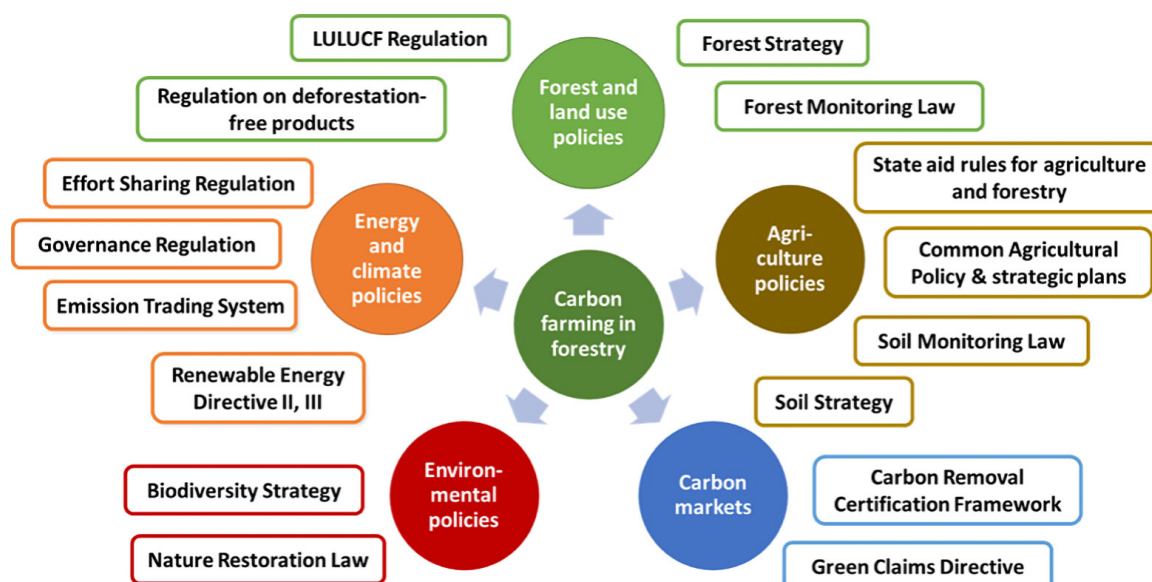 LULUCF Regulation
Regulation on deforestation-
free products
Forest and
land use
policies
Forest Strategy
Forest Monitoring Law
Effort Sharing Regulation
Governance Regulation
Emission Trading System
Renewable Energy
Directive II, III
Energy
and
climate
policies
Carbon
farming in
forestry
Agri-
culture
policies
State aid rules for agriculture
and forestry
Common Agricultural
Policy & strategic plans
Soil Monitoring Law
Soil Strategy
Biodiversity Strategy
Nature Restoration Law
Environ-
mental
policies
Carbon
markets
Carbon Removal
Certification Framework
Green Claims Directive